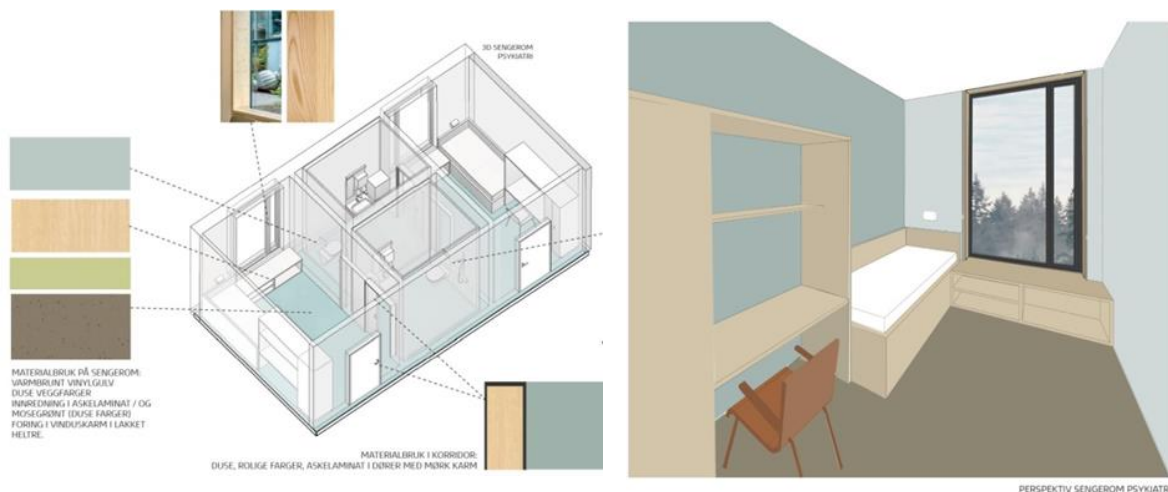 3D SENGEROM
PSYKIATRI
MATERIALBRUK PÅ SENGEROM:
VARMBRUNT VINYLGULV
DUSE VEGGFARGER
INNREDNING I ASKELAMINAT / OG
MOSEGRØNT (DUSE FARGER)
FORING I VINDUSKARM I LAKKET
HELTRE.
MATERIALBRUK I KORRIDOR:
DUSE, ROLIGE FARGER, ASKELAMINAT I DØRER MED MØRK KARM
PERSPEKTIV SENGEROM PSYKIATRI